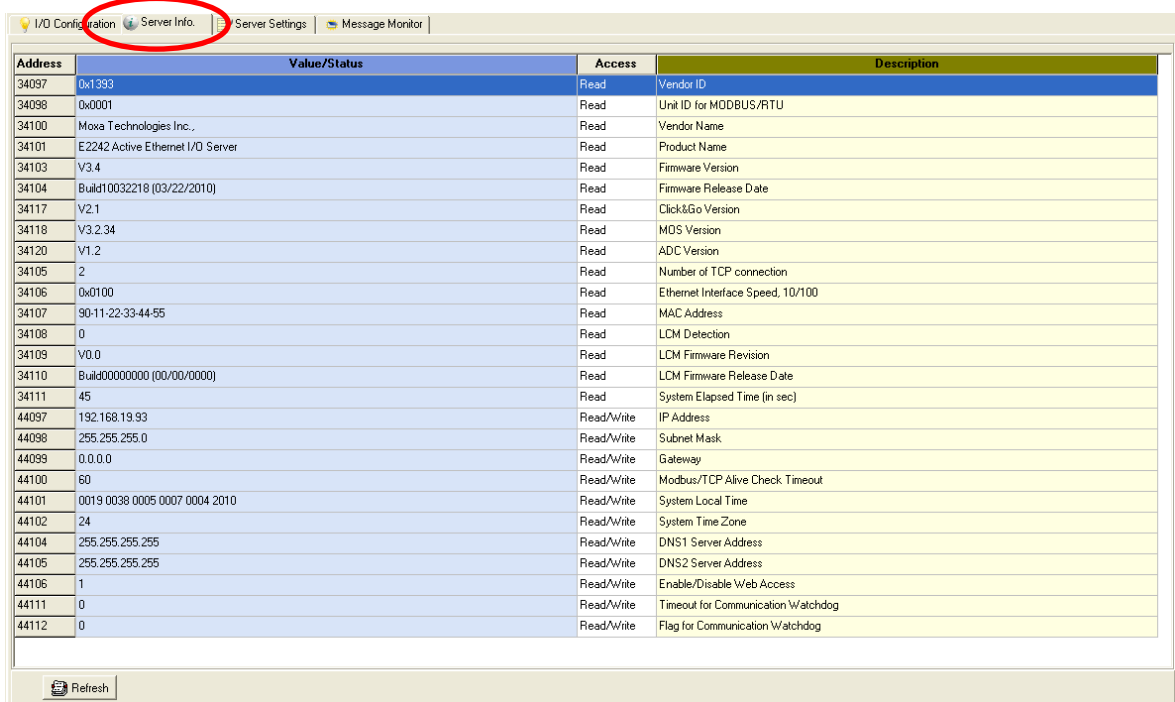 I/O Configuration Server Info. Server Settings Message Monitor
Address Value/Status Access Description
34097 0x1393 Read Vendor ID
34098 0x0001 Read Unit ID for MODBUS/RTU
34100 Moxa Technologies Inc., Read Vendor Name
34101 E2242 Active Ethernet I/O Server Read Product Name
34103 V3.4 Read Firmware Version
34104 Build10032218 (03/22/2010) Read Firmware Release Date
34117 V2.1 Read Click&Go Version
34118 V3.2.34 Read MOS Version
34120 V1.2 Read ADC Version
34105 2 Read Number of TCP connection
34106 0x0100 Read Ethernet Interface Speed, 10/100
34107 90-11-22-33-44-55 Read MAC Address
34108 0 Read LCM Detection
34109 V0.0 Read LCM Firmware Revision
34110 Build00000000 (00/00/0000) Read LCM Firmware Release Date
34111 45 Read System Elapsed Time (in sec)
44097 192.168.19.93 Read/Write IP Address
44098 255.255.255.0 Read/Write Subnet Mask
44099 0.0.0.0 Read/Write Gateway
44100 60 Read/Write Modbus/TCP Alive Check Timeout
44101 0019 0038 0005 0007 0004 2010 Read/Write System Local Time
44102 24 Read/Write System Time Zone
44104 255.255.255.255 Read/Write DNS1 Server Address
44105 255.255.255.255 Read/Write DNS2 Server Address
44106 1 Read/Write Enable/Disable Web Access
44111 0 Read/Write Timeout for Communication Watchdog
44112 0 Read/Write Flag for Communication Watchdog
Refresh